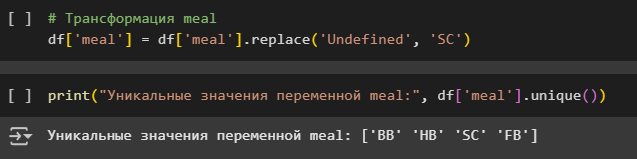 [ ] # Трансформация meal
df['meal'] = df['meal'].replace('Undefined', 'SC')
[ ] print("Уникальные значения переменной meal:", df['meal'].unique())
Уникальные значения переменной meal: ['BB' 'HB' 'SC' 'FB']